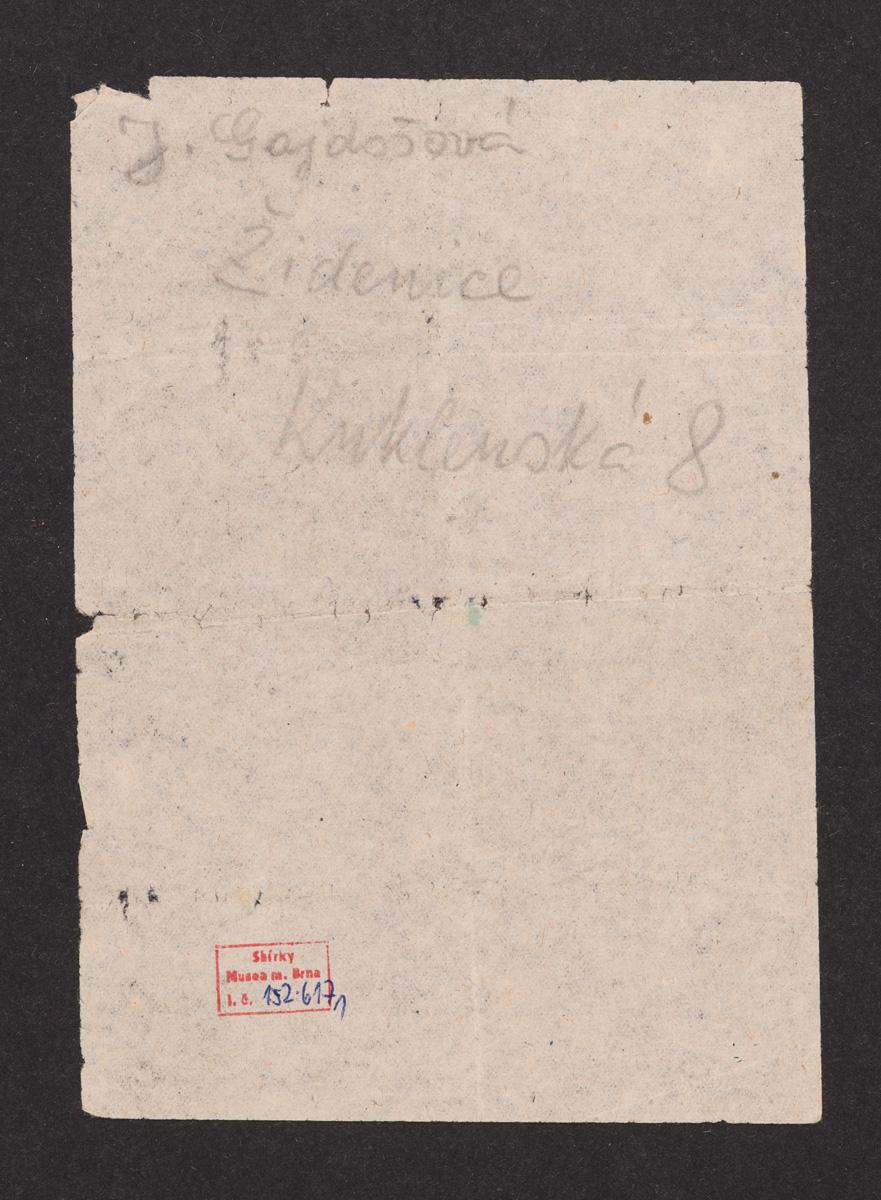 J. Gajdošová
Židenice
Kuklenská 8
Sbírky
Musea m. Brna
I. č. 152.617/1